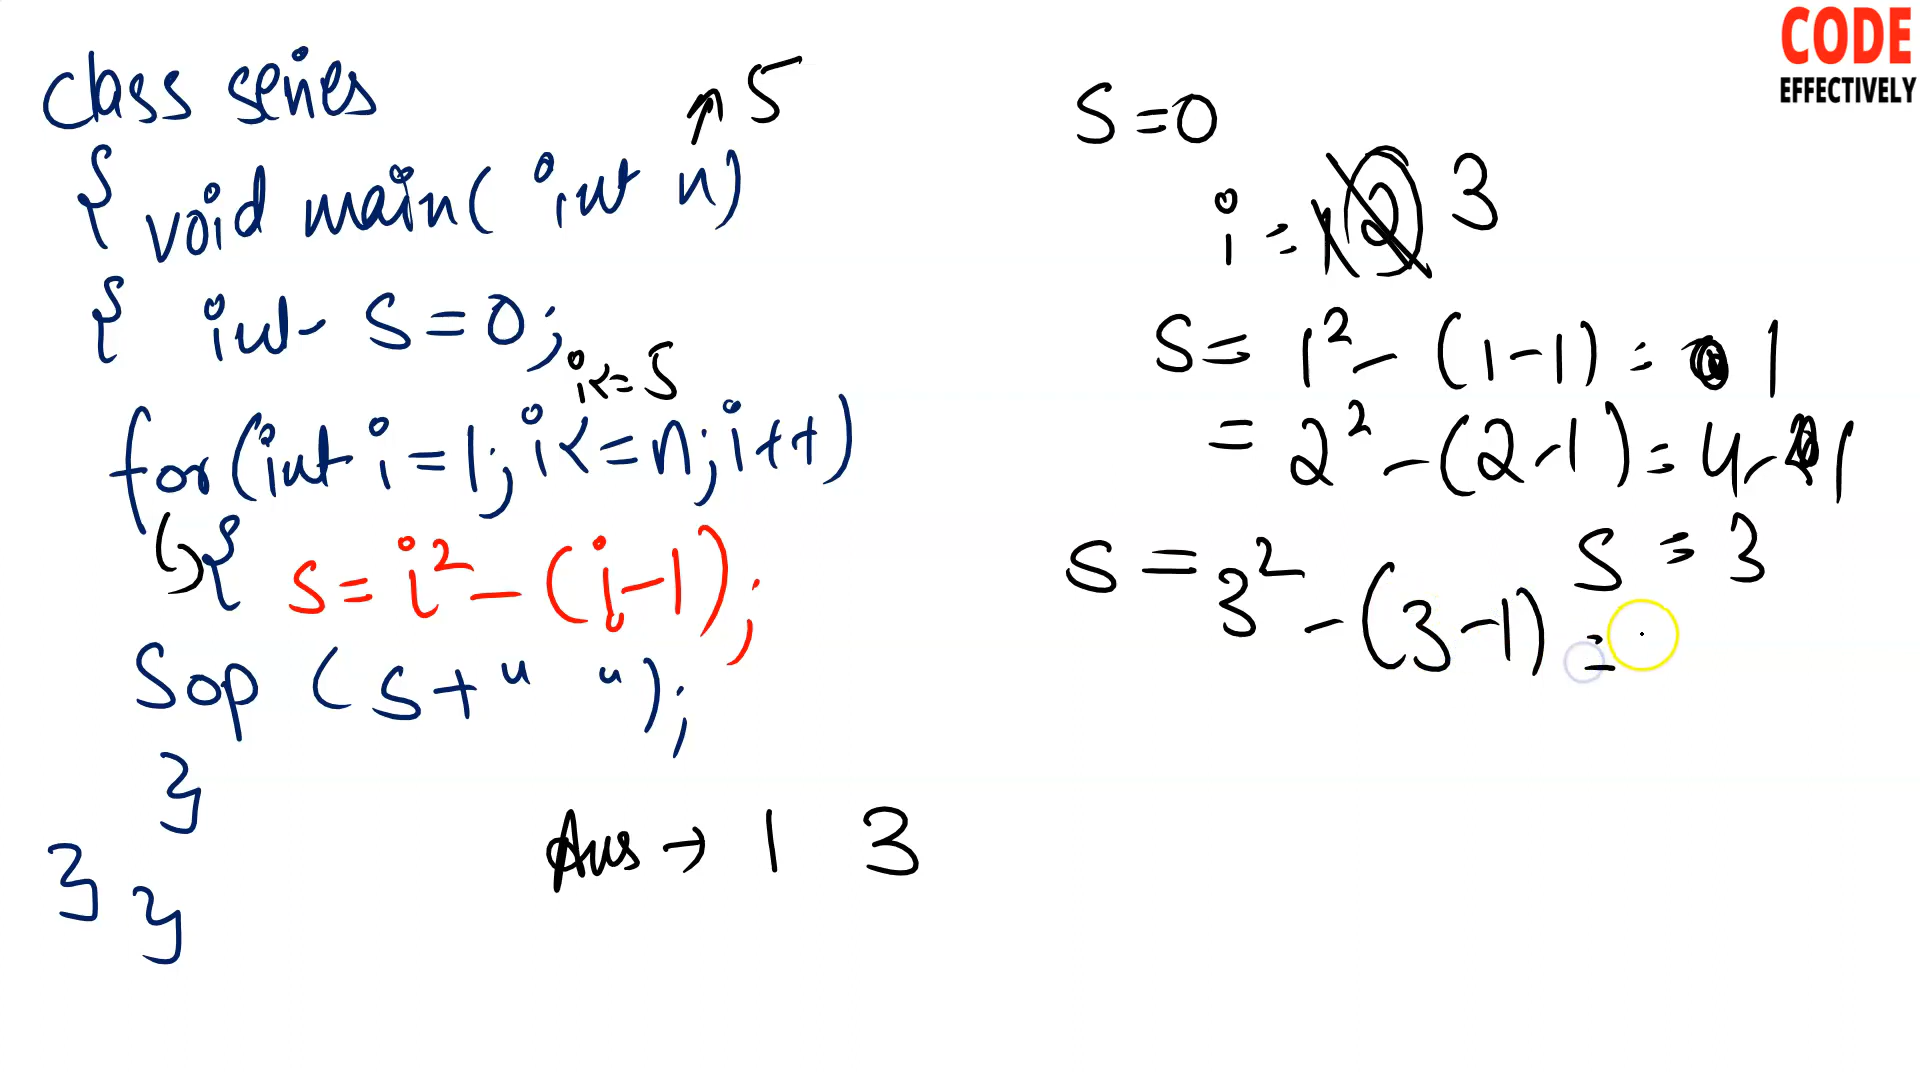 CODE
EFFECTIVELY
class series
5
{ void main( int n)
{ int S=0;
i<=5
for(int i=1; i<=n; i++)
{ S=i²-(i-1);
Sop (S+" ");
}
}
}
Ans → 1 3
S=0
i=1 2 3
S= 1²-(1-1)= 1
= 2²-(2-1)=4-1
S=3
S=3²-(3-1)=